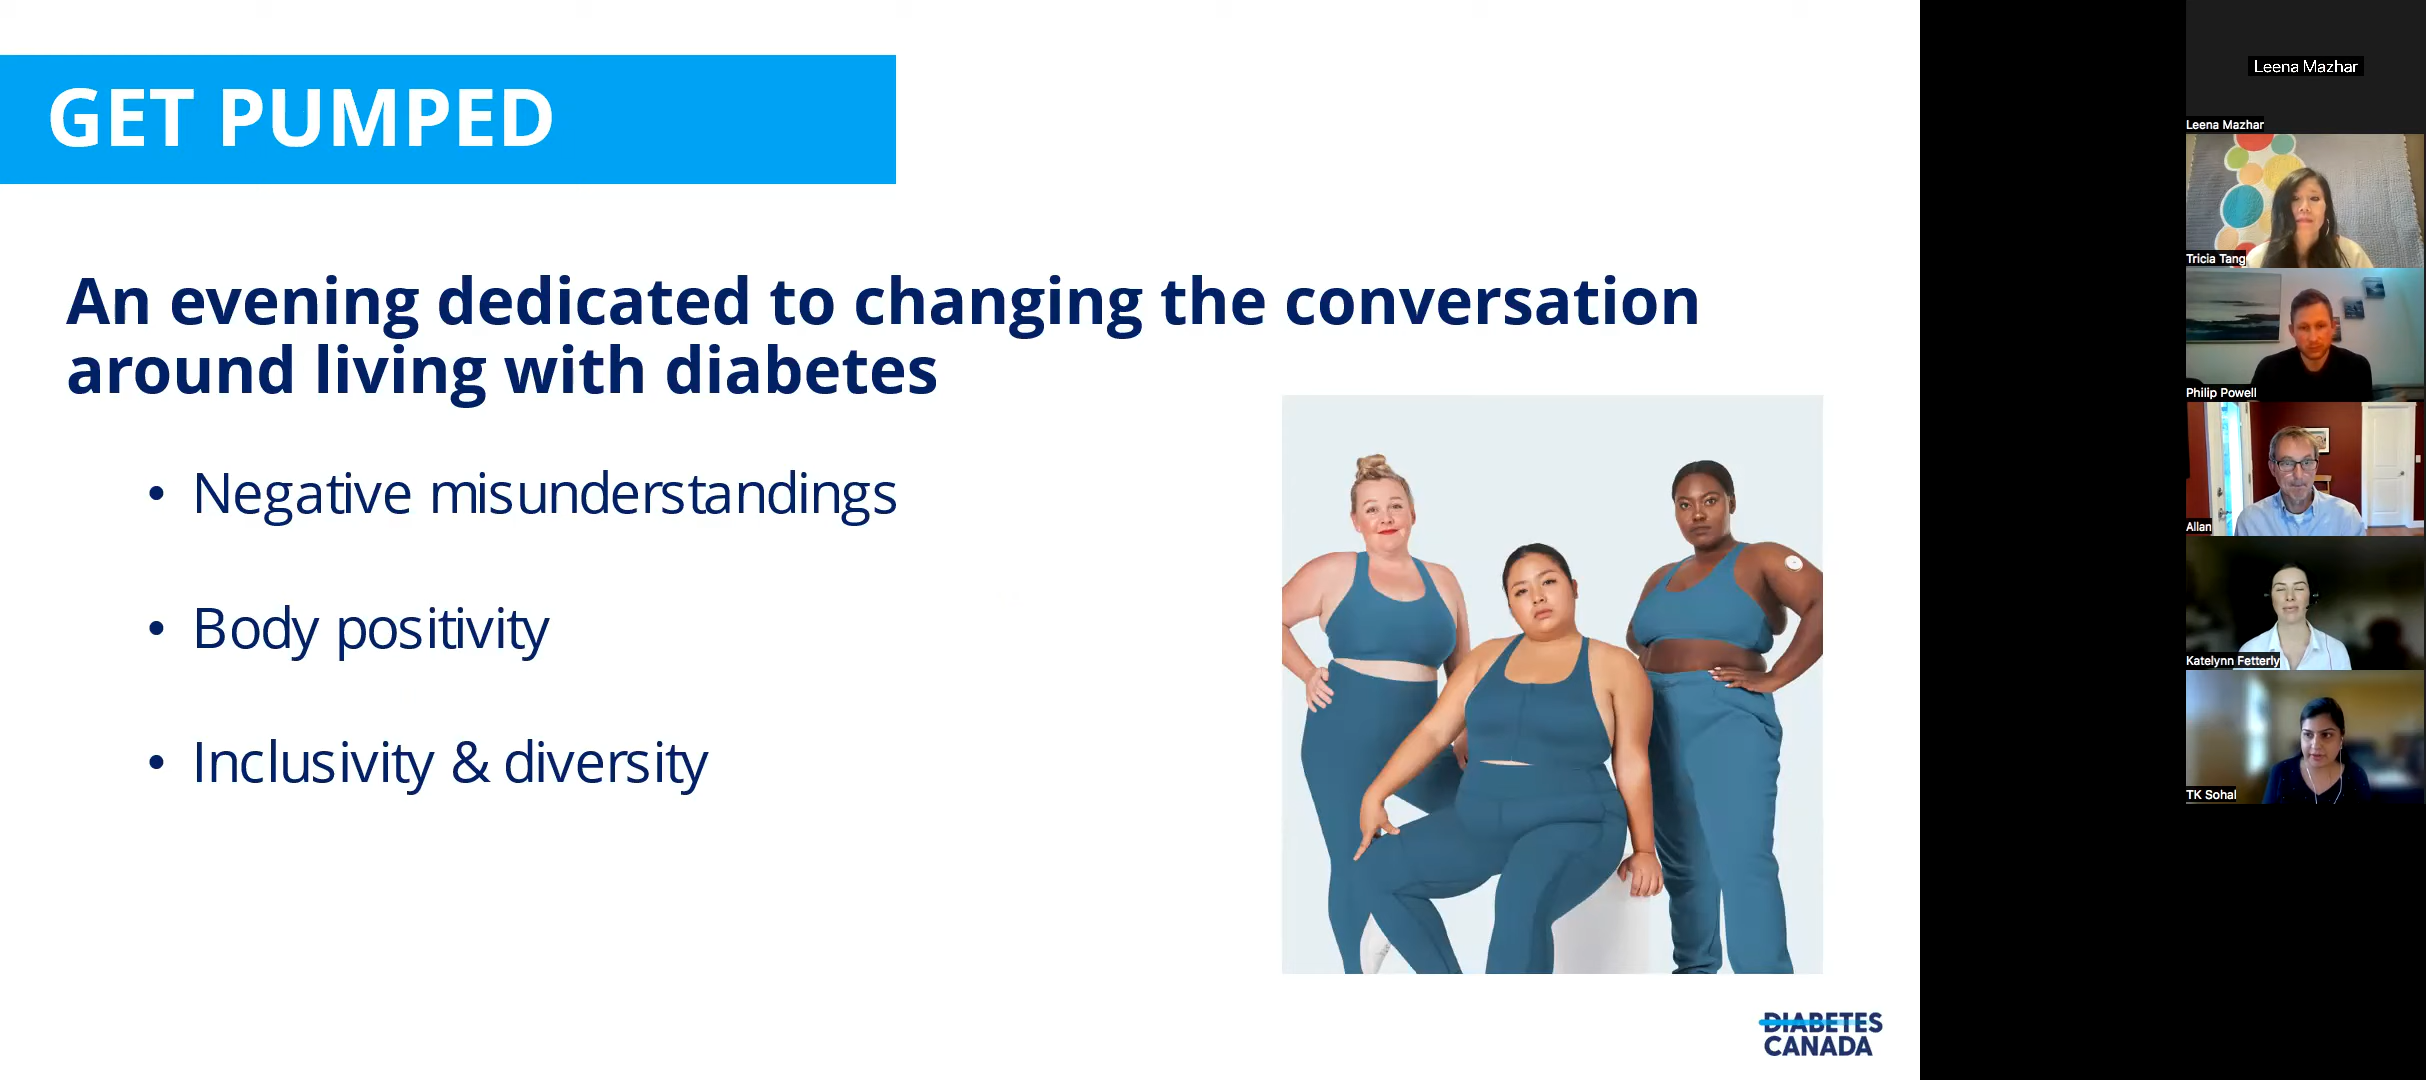 GET PUMPED
An evening dedicated to changing the conversation
around living with diabetes
• Negative misunderstandings
• Body positivity
• Inclusivity & diversity
DIABETES
CANADA
Leena Mazhar
Leena Mazhar
Tricia Tang
Philip Powell
Allan
Katelynn Fetterly
TK Sohal